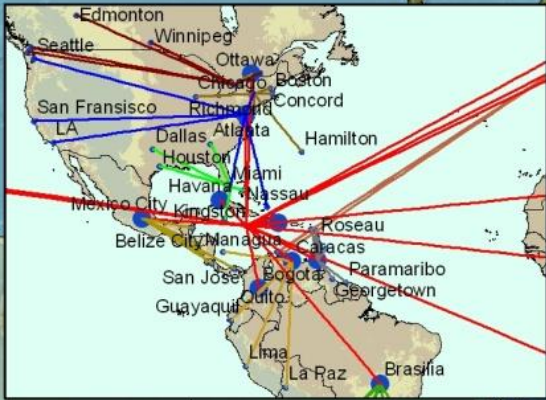 Edmonton
Winnipeg
Seattle
Ottawa
Chicago
Boston
Concord
San Fransisco
Richmond
LA
Dallas
Atlanta
Hamilton
Houston
Miami
Havana
Nassau
Mexico City
Kingston
Roseau
Belize City
Managua
Caracas
San Jose
Bogota
Paramaribo
Georgetown
Guayaquil
Quito
Lima
La Paz
Brasilia